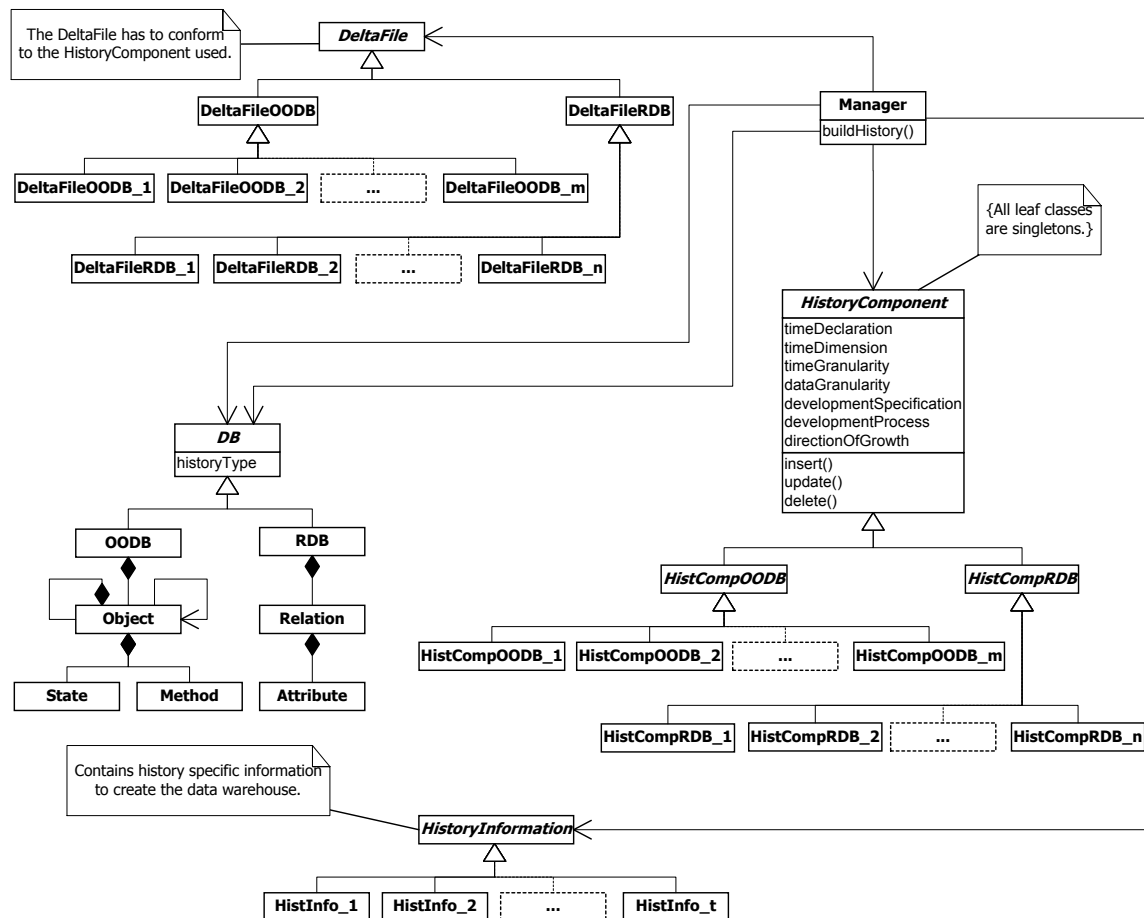 The DeltaFile has to conform
to the HistoryComponent used.
DeltaFile
DeltaFileOODB
DeltaFileRDB
Manager
buildHistory()
DeltaFileOODB_1
DeltaFileOODB_2
...
DeltaFileOODB_m
{All leaf classes
are singletons.}
DeltaFileRDB_1
DeltaFileRDB_2
...
DeltaFileRDB_n
HistoryComponent
timeDeclaration
timeDimension
timeGranularity
dataGranularity
developmentSpecification
developmentProcess
directionOfGrowth
insert()
update()
delete()
DB
historyType
OODB
RDB
Object
Relation
State
Method
Attribute
HistCompOODB
HistCompRDB
HistCompOODB_1
HistCompOODB_2
...
HistCompOODB_m
HistCompRDB_1
HistCompRDB_2
...
HistCompRDB_n
Contains history specific information
to create the data warehouse.
HistoryInformation
HistInfo_1
HistInfo_2
...
HistInfo_t